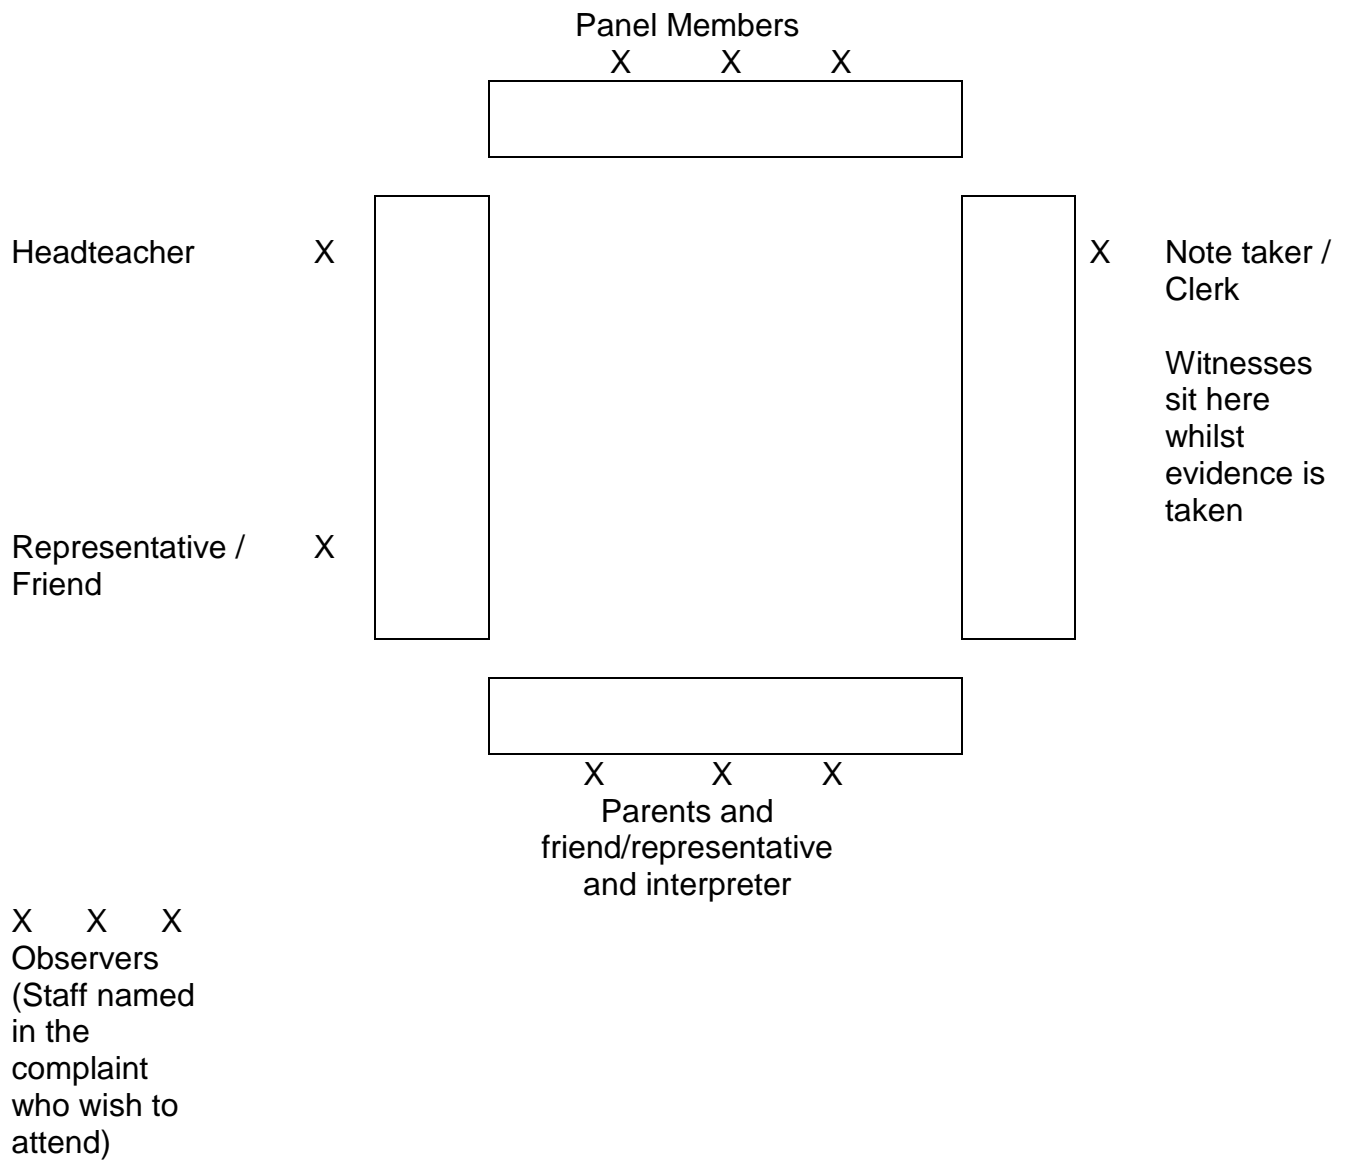 Panel Members
X X X
Headteacher X
X Note taker /
Clerk
Witnesses
sit here
whilst
evidence is
taken
Representative / X
Friend
X X X
Parents and
friend/representative
and interpreter
X X X
Observers
(Staff named
in the
complaint
who wish to
attend)